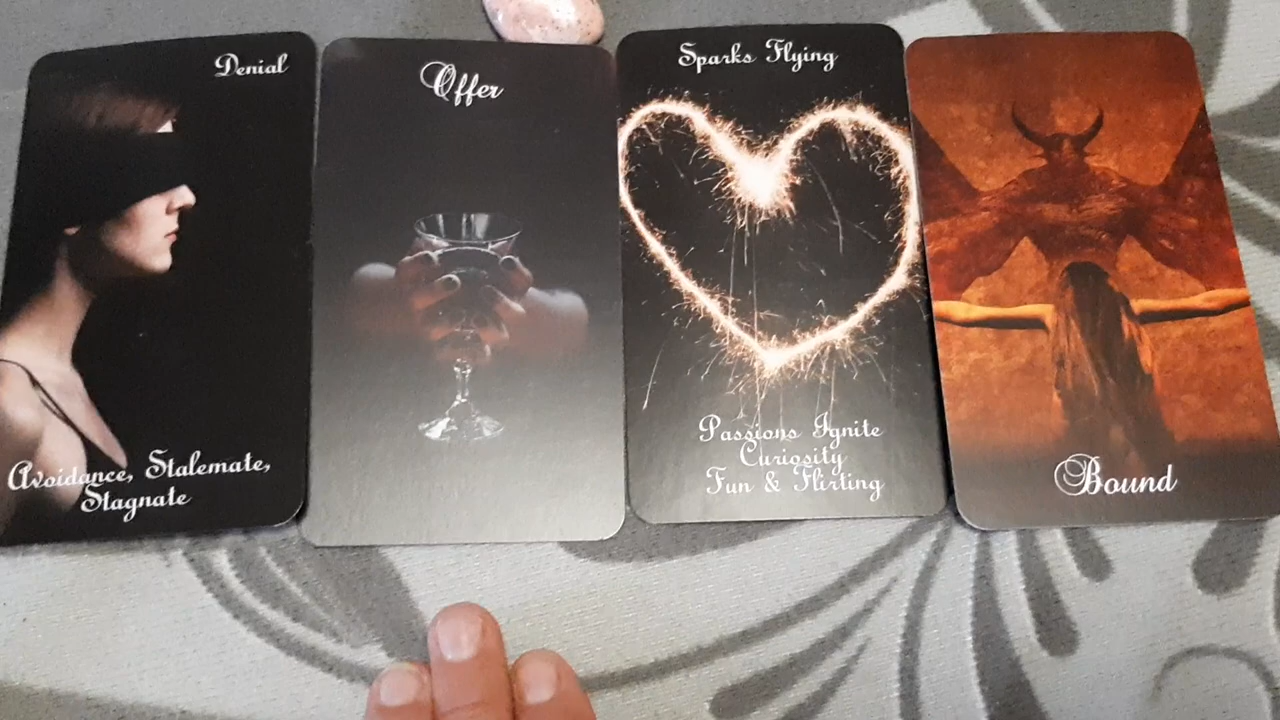 Denial
Avoidance, Stalemate,
Stagnate
Offer
Sparks Flying
Passions Ignite
Curiosity
Fun & Flirting
Bound